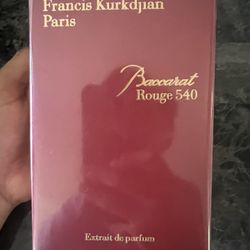 Francis Kurkdjian
Paris
Baccarat
Rouge 540
Extrait de parfum